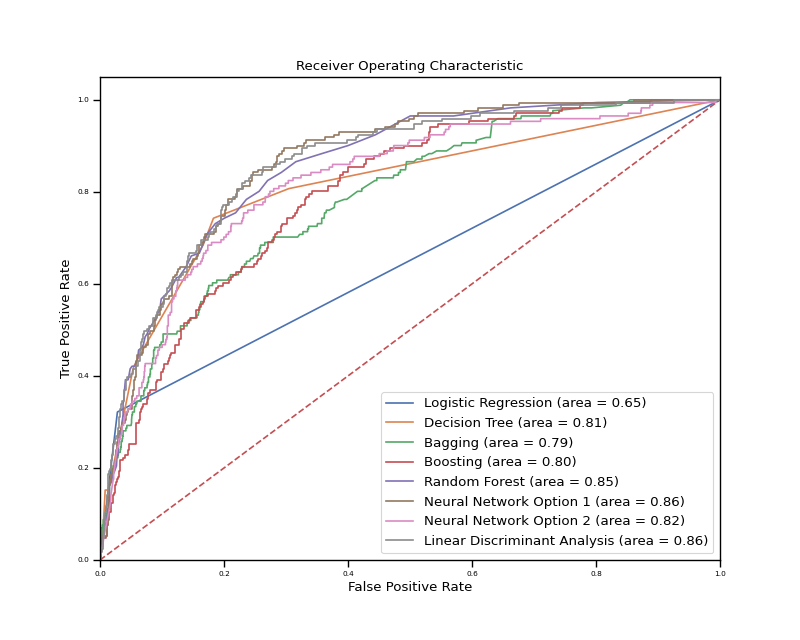 Receiver Operating Characteristic
True Positive Rate
1.0
0.8
0.6
0.4
0.2
0.0
0.0 0.2 0.4 0.6 0.8 1.0
False Positive Rate
Logistic Regression (area = 0.65)
Decision Tree (area = 0.81)
Bagging (area = 0.79)
Boosting (area = 0.80)
Random Forest (area = 0.85)
Neural Network Option 1 (area = 0.86)
Neural Network Option 2 (area = 0.82)
Linear Discriminant Analysis (area = 0.86)